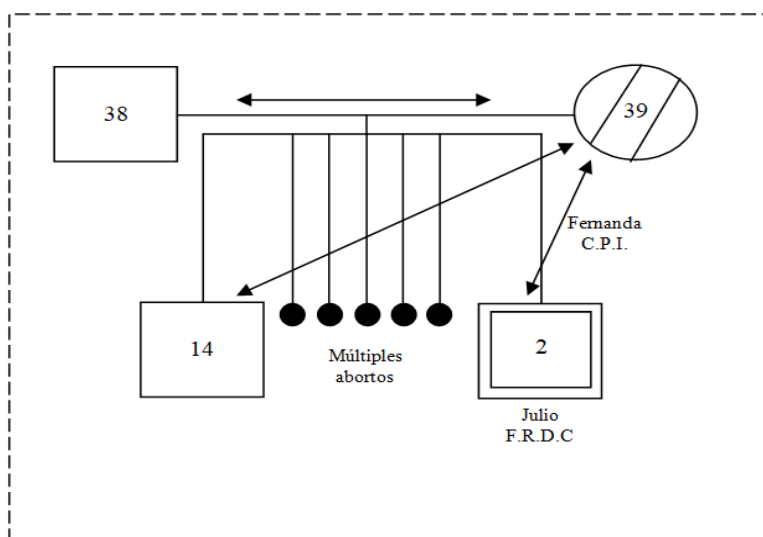 38
39
Fernanda
C.P.I.
14
Múltiples
abortos
2
Julio
F.R.D.C